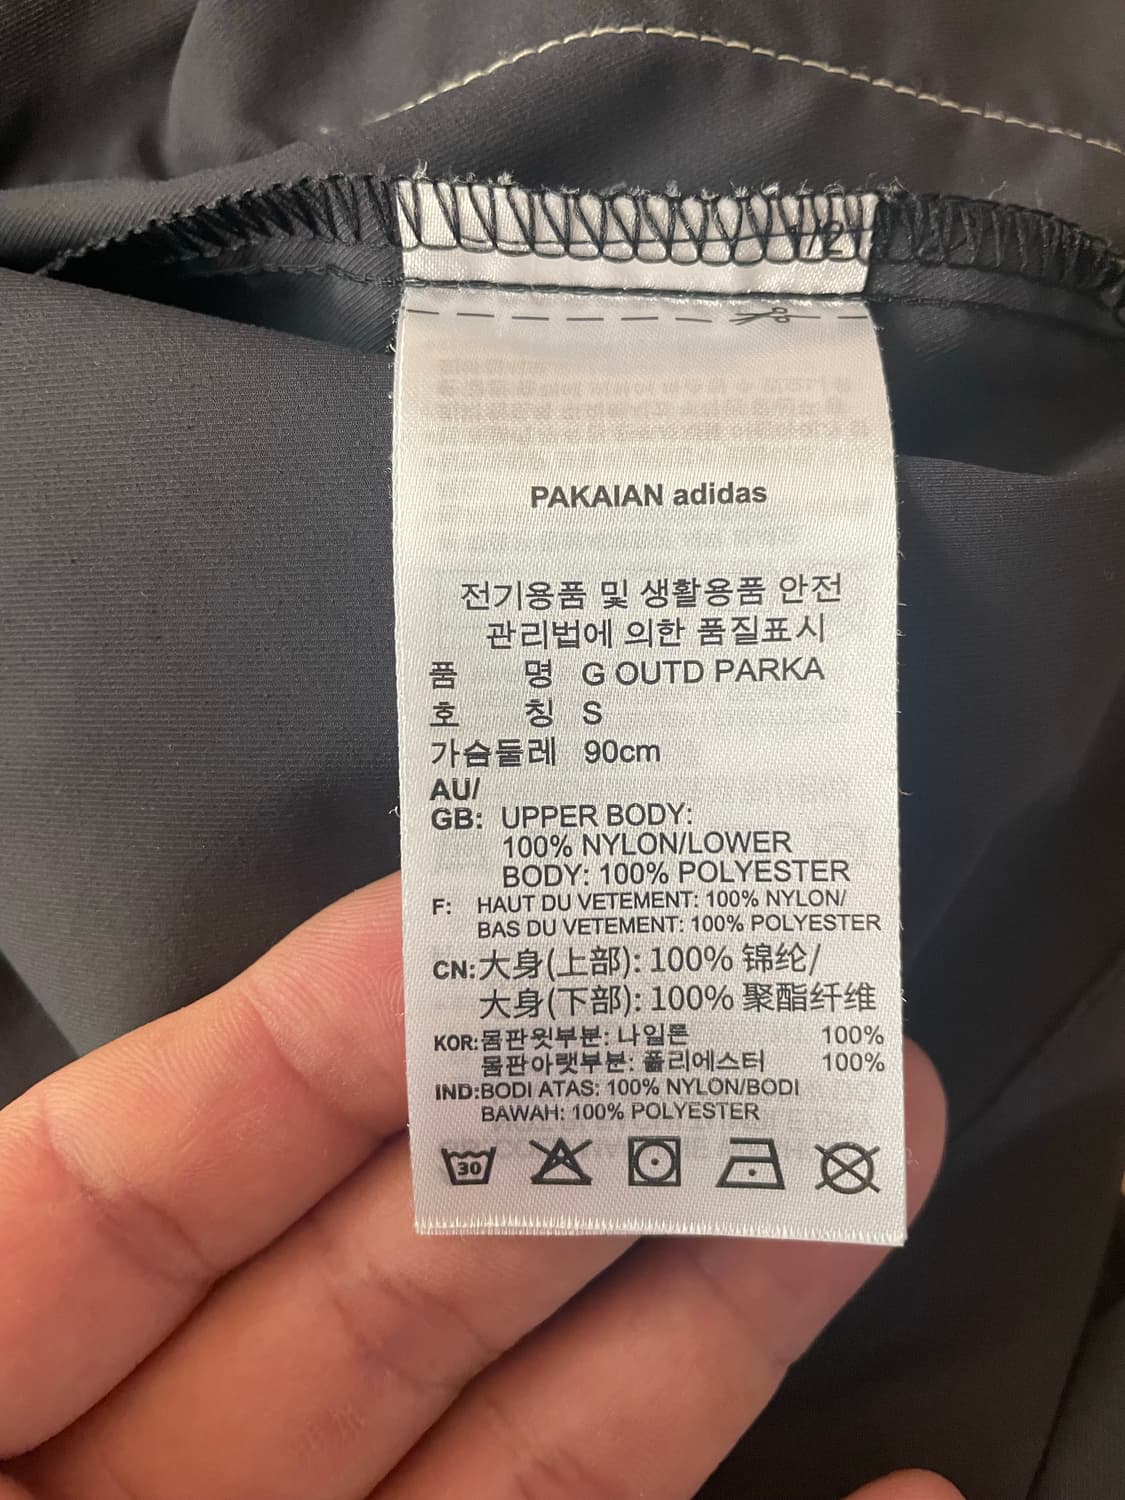 1/2
PAKAIAN adidas
전기용품 및 생활용품 안전
관리법에 의한 품질표시
품 명 G OUTD PARKA
호 칭 S
가슴둘레 90cm
AU/
GB: UPPER BODY:
100% NYLON/LOWER
BODY: 100% POLYESTER
F: HAUT DU VETEMENT: 100% NYLON/
BAS DU VETEMENT: 100% POLYESTER
CN:大身(上部): 100% 锦纶/
大身(下部): 100% 聚酯纤维
KOR:몸판윗부분: 나일론 100%
몸판아랫부분: 폴리에스터 100%
IND:BODI ATAS: 100% NYLON/BODI
BAWAH: 100% POLYESTER
30